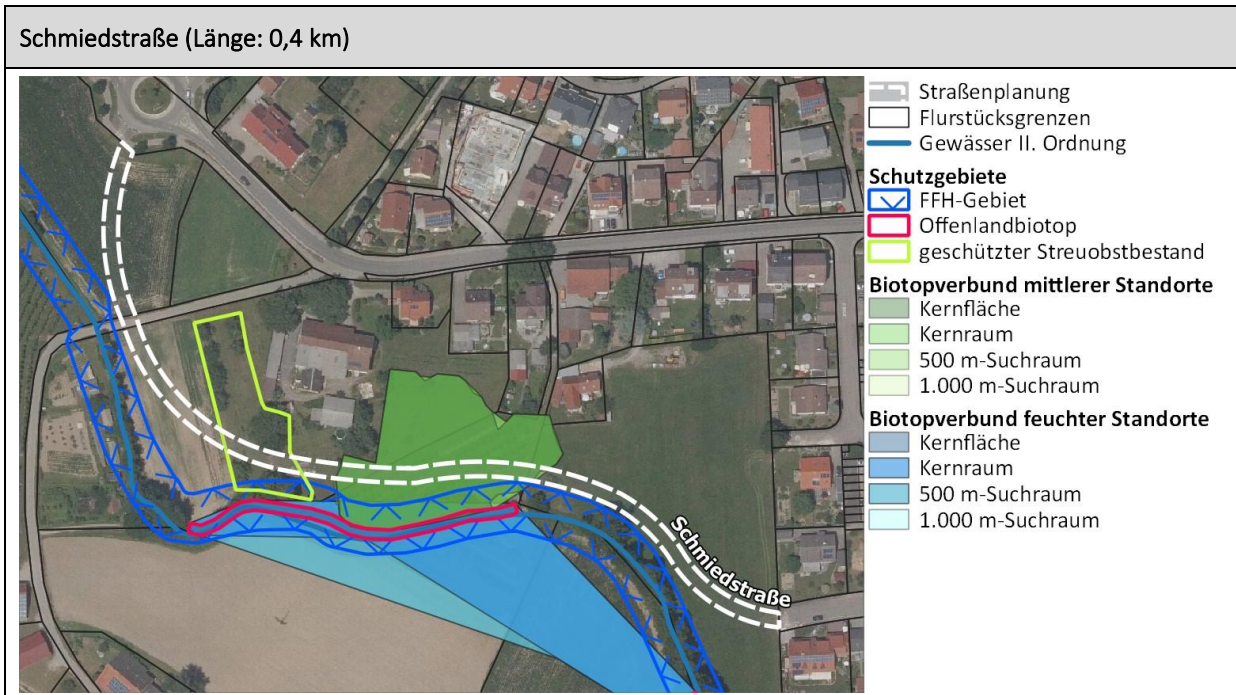 Schmiedstraße (Länge: 0,4 km)
Straßenplanung
Flurstücksgrenzen
Gewässer II. Ordnung
Schutzgebiete
FFH-Gebiet
Offenlandbiotop
geschützter Streuobstbestand
Biotopverbund mittlerer Standorte
Kernfläche
Kernraum
500 m-Suchraum
1.000 m-Suchraum
Biotopverbund feuchter Standorte
Kernfläche
Kernraum
500 m-Suchraum
1.000 m-Suchraum
Schmiedstraße